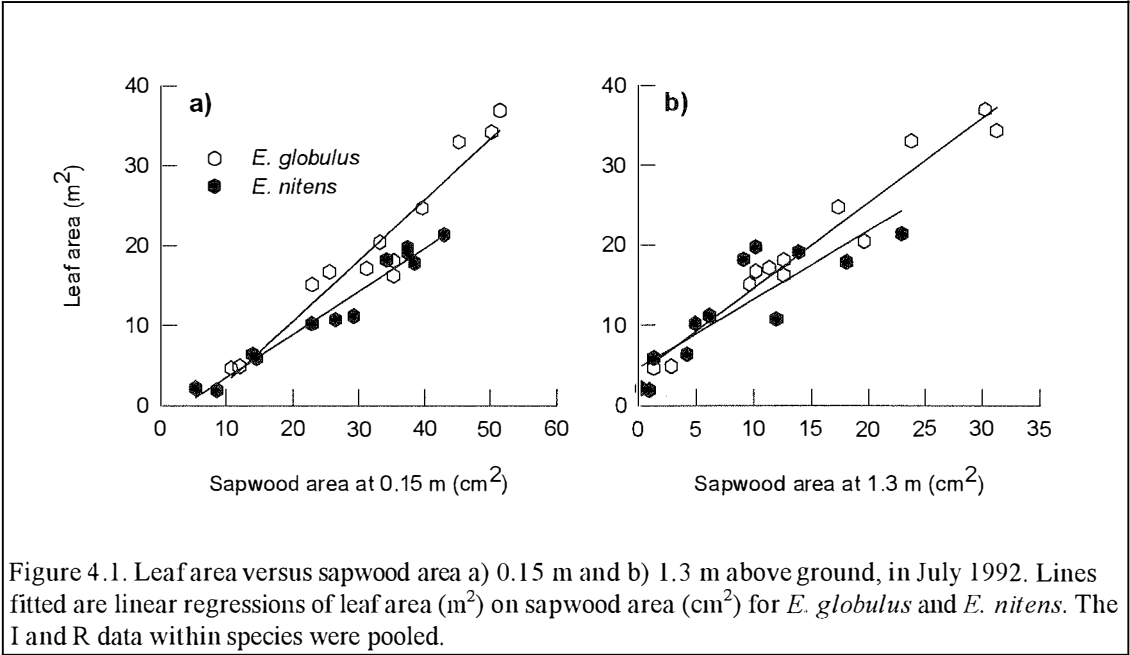 40
30
20
10
0
Leaf area (m²)
a)
E. globulus
E. nitens
0 10 20 30 40 50 60
Sapwood area at 0.15 m (cm²)
40
30
20
10
0
b)
0 5 10 15 20 25 30 35
Sapwood area at 1.3 m (cm²)
Figure 4.1. Leaf area versus sapwood area a) 0.15 m and b) 1.3 m above ground, in July 1992. Lines
fitted are linear regressions of leaf area (m²) on sapwood area (cm²) for E. globulus and E. nitens. The
I and R data within species were pooled.